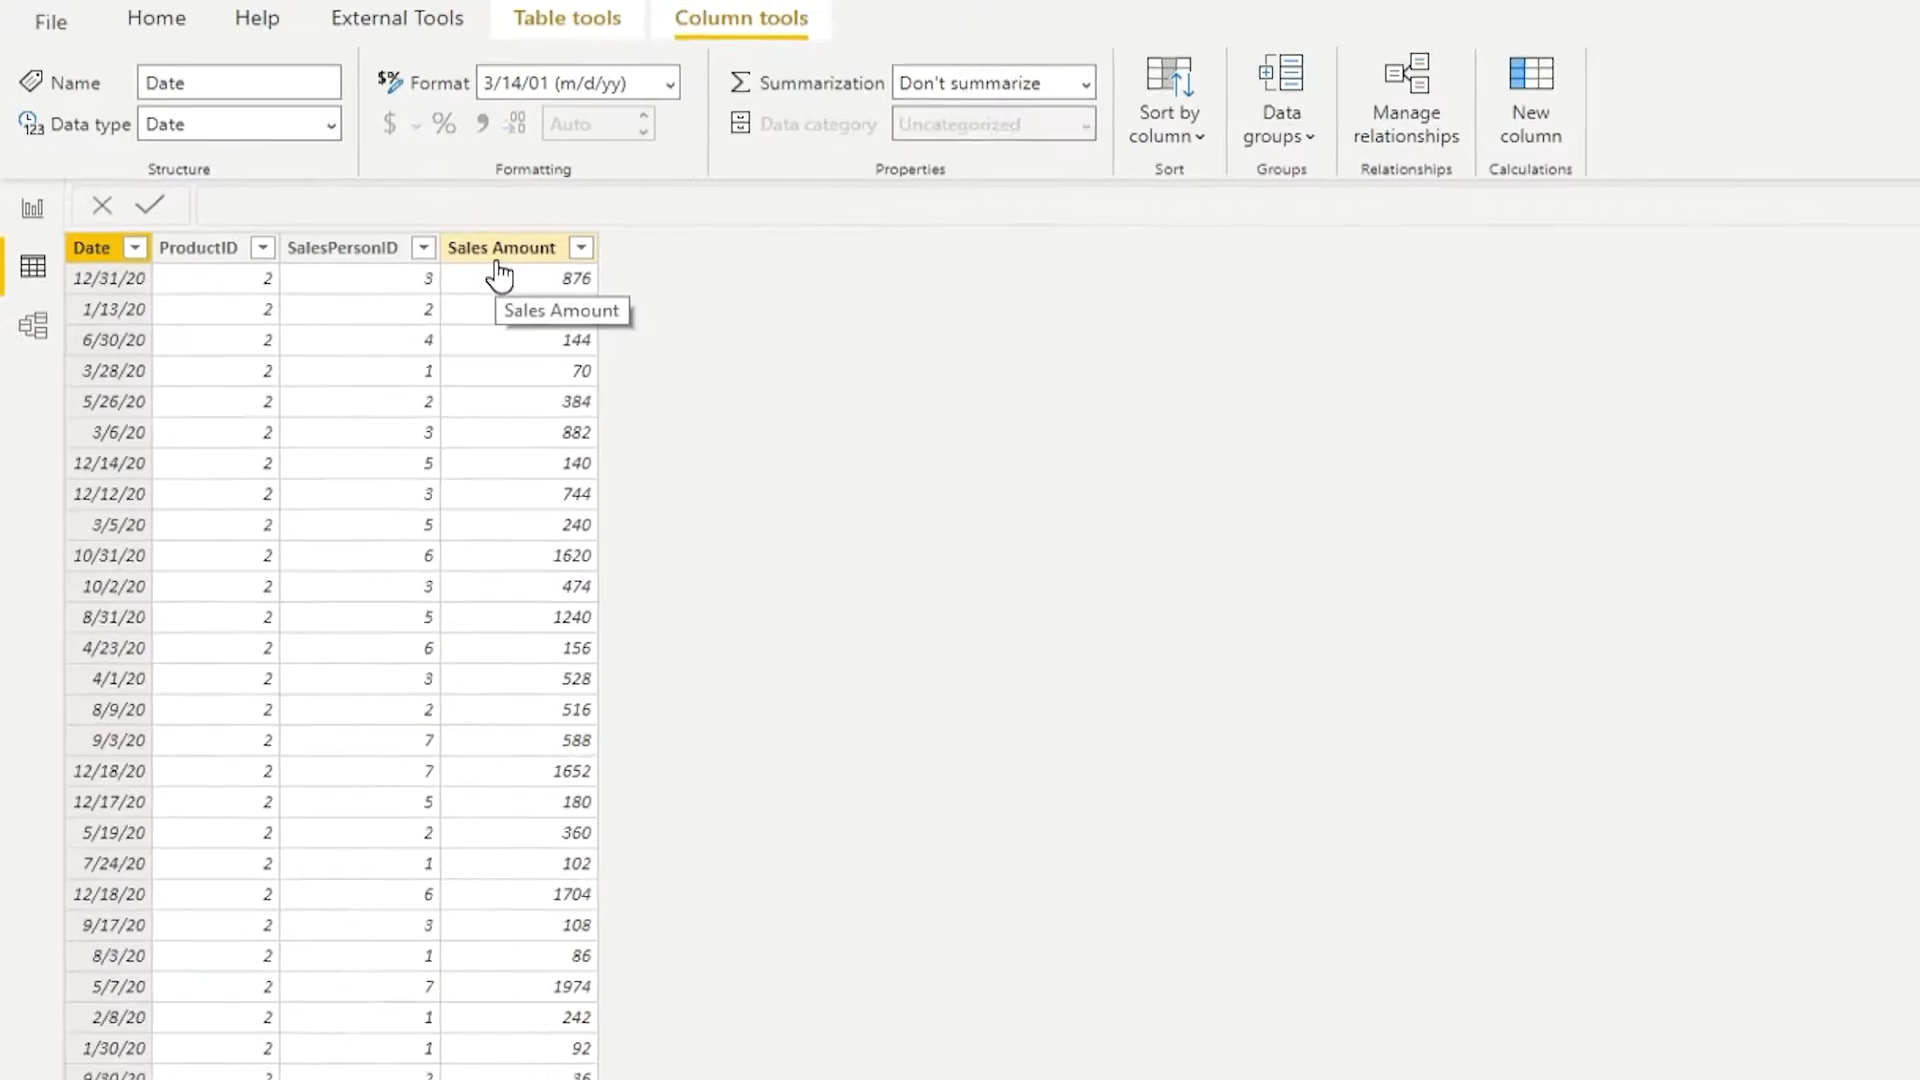 File Home Help External Tools Table tools Column tools
Name Date $% Format 3/14/01 (m/d/yy) Summarization Don't summarize
123 Data type Date $ % 9 .00 Auto Data category Uncategorized
Sort by column
Data groups
Manage relationships
New column
Structure Formatting Properties Sort Groups Relationships Calculations
Date ProductID SalesPersonID Sales Amount
12/31/20 2 3 876
1/13/20 2 2
Sales Amount
6/30/20 2 4 144
3/28/20 2 1 70
5/26/20 2 2 384
3/6/20 2 3 882
12/14/20 2 5 140
12/12/20 2 3 744
3/5/20 2 5 240
10/31/20 2 6 1620
10/2/20 2 3 474
8/31/20 2 5 1240
4/23/20 2 6 156
4/1/20 2 3 528
8/9/20 2 2 516
9/3/20 2 7 588
12/18/20 2 7 1652
12/17/20 2 5 180
5/19/20 2 2 360
7/24/20 2 1 102
12/18/20 2 6 1704
9/17/20 2 3 108
8/3/20 2 1 86
5/7/20 2 7 1974
2/8/20 2 1 242
1/30/20 2 1 92
9/30/20 2 2 36